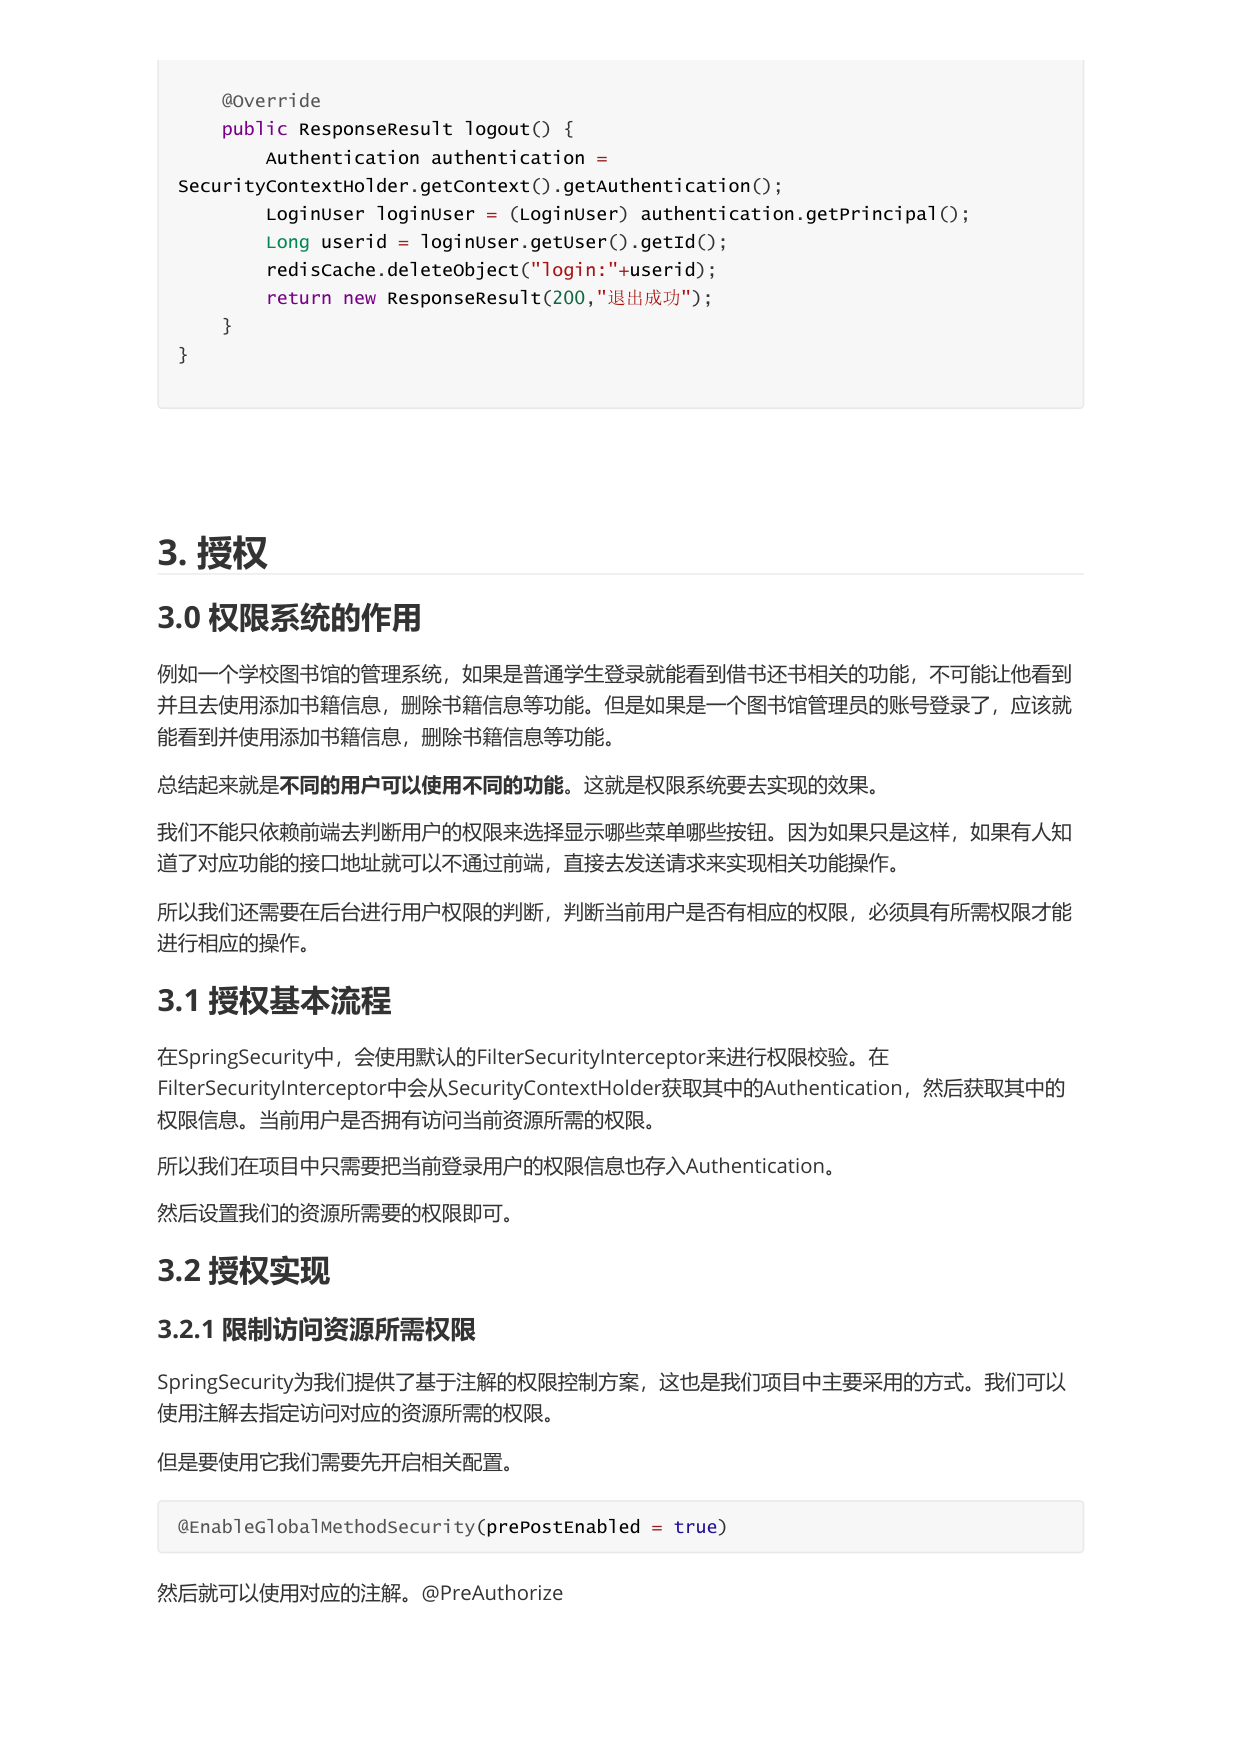 @Override
public ResponseResult logout() {
Authentication authentication =
SecurityContextHolder.getContext().getAuthentication();
LoginUser loginUser = (LoginUser) authentication.getPrincipal();
Long userid = loginUser.getUser().getId();
redisCache.deleteObject("login:"+userid);
return new ResponseResult(200,"退出成功");
}
}
3. 授权
3.0 权限系统的作用
例如一个学校图书馆的管理系统，如果是普通学生登录就能看到借书还书相关的功能，不可能让他看到
并且去使用添加书籍信息，删除书籍信息等功能。但是如果是一个图书馆管理员的账号登录了，应该就
能看到并使用添加书籍信息，删除书籍信息等功能。
总结起来就是不同的用户可以使用不同的功能。这就是权限系统要去实现的效果。
我们不能只依赖前端去判断用户的权限来选择显示哪些菜单哪些按钮。因为如果只是这样，如果有人知
道了对应功能的接口地址就可以不通过前端，直接去发送请求来实现相关功能操作。
所以我们还需要在后台进行用户权限的判断，判断当前用户是否有相应的权限，必须具有所需权限才能
进行相应的操作。
3.1 授权基本流程
在SpringSecurity中，会使用默认的FilterSecurityInterceptor来进行权限校验。在
FilterSecurityInterceptor中会从SecurityContextHolder获取其中的Authentication，然后获取其中的
权限信息。当前用户是否拥有访问当前资源所需的权限。
所以我们在项目中只需要把当前登录用户的权限信息也存入Authentication。
然后设置我们的资源所需要的权限即可。
3.2 授权实现
3.2.1 限制访问资源所需权限
SpringSecurity为我们提供了基于注解的权限控制方案，这也是我们项目中主要采用的方式。我们可以
使用注解去指定访问对应的资源所需的权限。
但是要使用它我们需要先开启相关配置。
@EnableGlobalMethodSecurity(prePostEnabled = true)
然后就可以使用对应的注解。@PreAuthorize